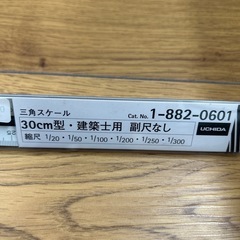 三角スケール
Cat. No. 1-882-0601
30cm型・建築士用 副尺なし
UCHIDA
縮尺 1/20・1/50・1/100・1/200・1/250・1/300